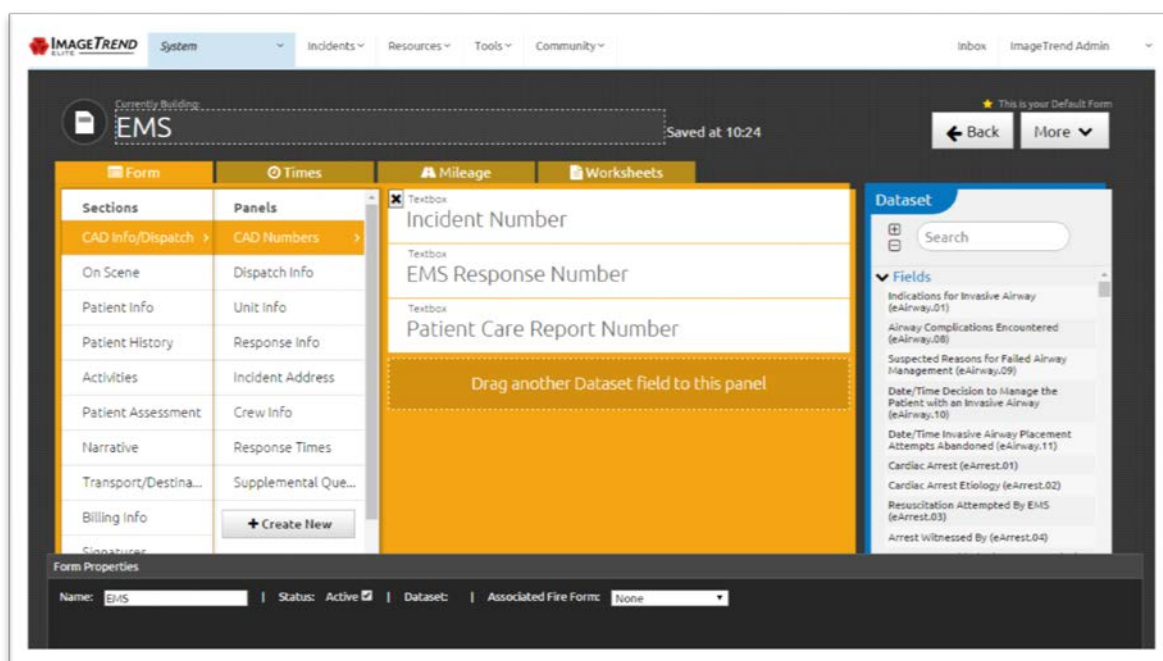 IMAGETREND
ELITE
System
Incidents
Resources
Tools
Community
Inbox
ImageTrend Admin
Currently Building:
EMS
Saved at 10:24
This is your Default Form
Back
More
Form
Times
Mileage
Worksheets
Sections
CAD Info/Dispatch
On Scene
Patient Info
Patient History
Activities
Patient Assessment
Narrative
Transport/Destina...
Billing Info
Signatures
Panels
CAD Numbers
Dispatch Info
Unit Info
Response Info
Incident Address
Crew Info
Response Times
Supplemental Que...
+ Create New
Textbox
Incident Number
Textbox
EMS Response Number
Textbox
Patient Care Report Number
Drag another Dataset field to this panel
Dataset
Search
Fields
Indications for Invasive Airway
(eAirway.01)
Airway Complications Encountered
(eAirway.08)
Suspected Reasons for Failed Airway
Management (eAirway.09)
Date/Time Decision to Manage the
Patient with an Invasive Airway
(eAirway.10)
Date/Time Invasive Airway Placement
Attempts Abandoned (eAirway.11)
Cardiac Arrest (eArrest.01)
Cardiac Arrest Etiology (eArrest.02)
Resuscitation Attempted By EMS
(eArrest.03)
Arrest Witnessed By (eArrest.04)
Form Properties
Name: EMS | Status: Active | Dataset: | Associated Fire Form: None